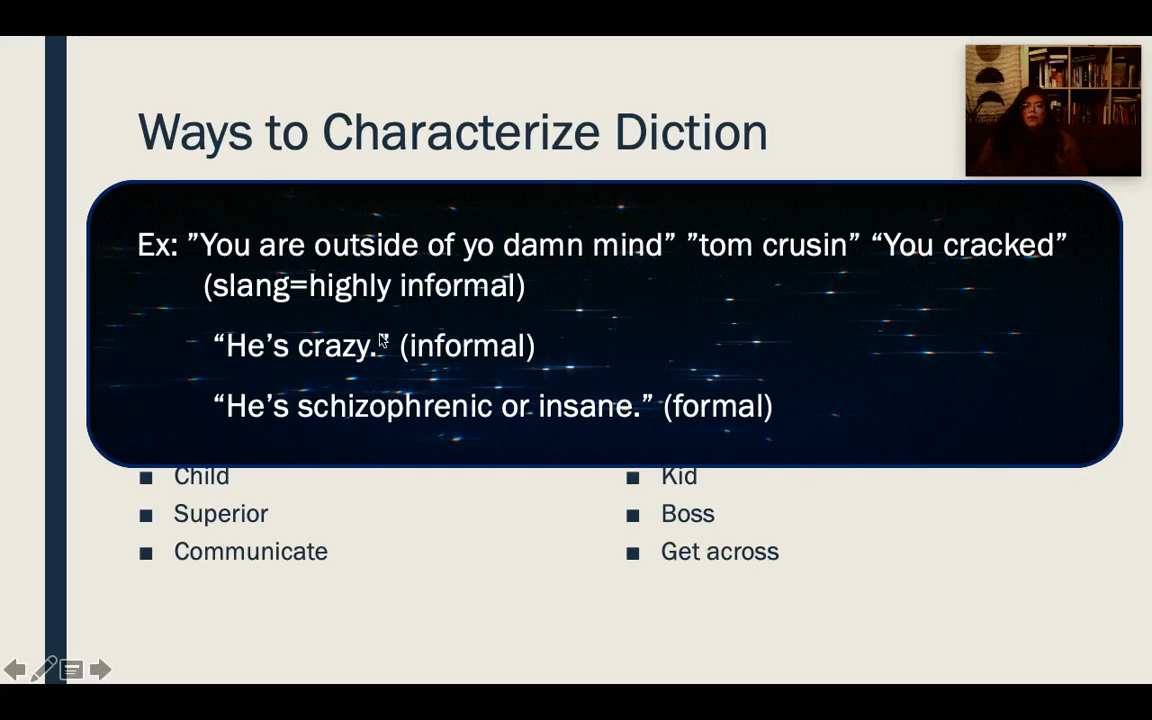 Ways to Characterize Diction
Ex: ”You are outside of yo damn mind” ”tom crusin” “You cracked”
(slang=highly informal)
“He’s crazy.” (informal)
“He’s schizophrenic or insane.” (formal)
■ Child
■ Kid
■ Superior
■ Boss
■ Communicate
■ Get across